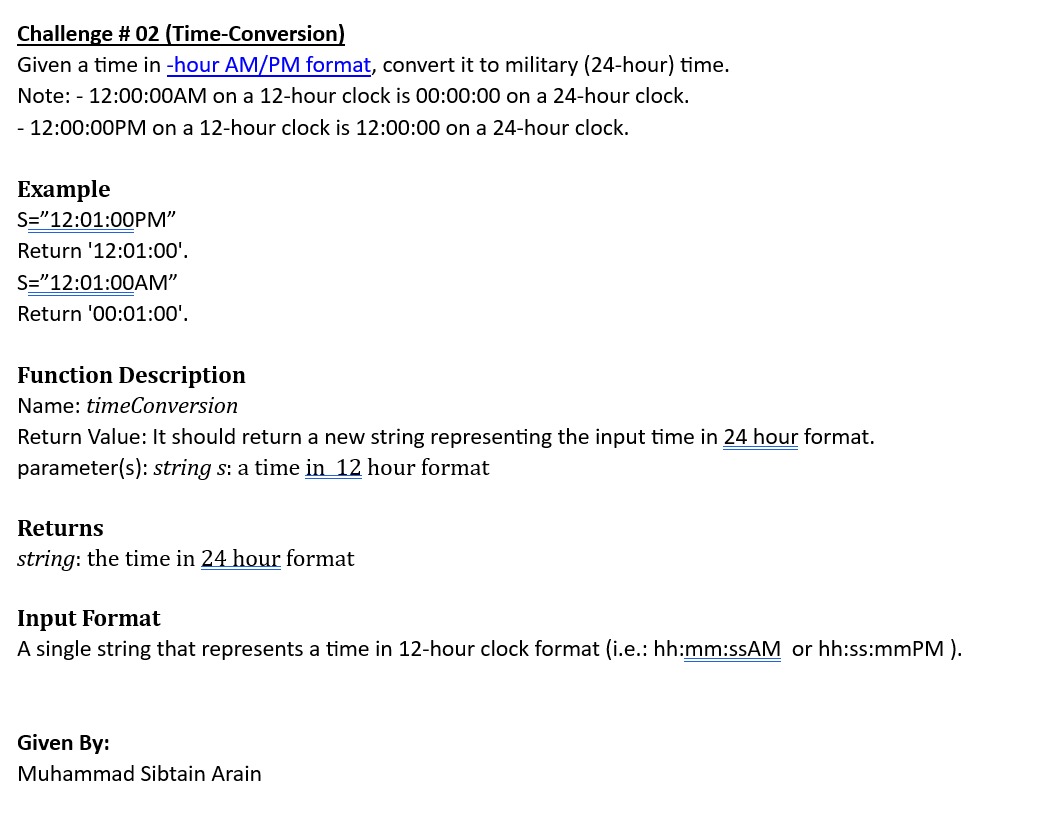 Challenge # 02 (Time-Conversion)
Given a time in -hour AM/PM format, convert it to military (24-hour) time.
Note: - 12:00:00AM on a 12-hour clock is 00:00:00 on a 24-hour clock.
- 12:00:00PM on a 12-hour clock is 12:00:00 on a 24-hour clock.
Example
S=”12:01:00PM”
Return '12:01:00'.
S=”12:01:00AM”
Return '00:01:00'.
Function Description
Name: timeConversion
Return Value: It should return a new string representing the input time in 24 hour format.
parameter(s): string s: a time in  12 hour format
Returns
string: the time in 24 hour format
Input Format
A single string that represents a time in 12-hour clock format (i.e.: hh:mm:ssAM  or hh:ss:mmPM ).
Given By:
Muhammad Sibtain Arain